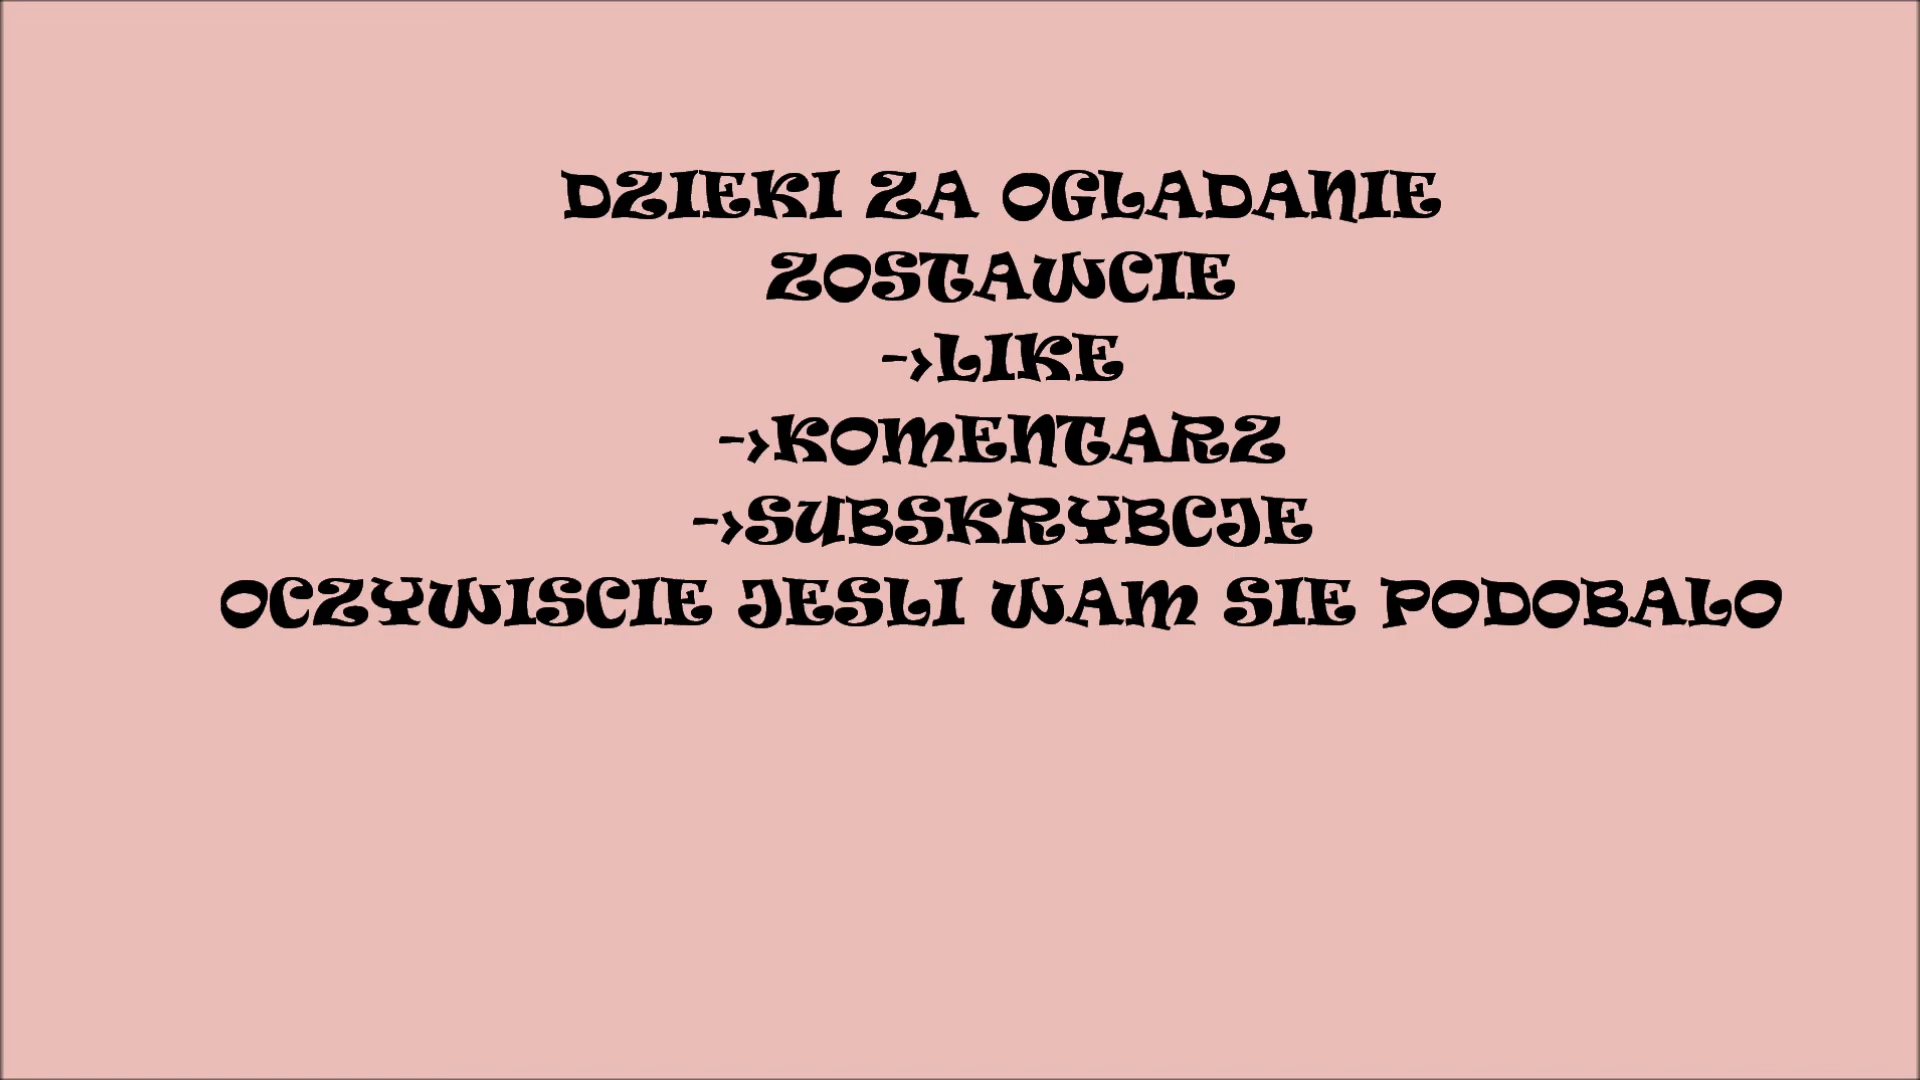 DZIEKI ZA OGLADANIE
ZOSTAWCIE
->LIKE
->KOMENTARZ
->SUBSKRYBCJE
OCZYWISCIE JESLI WAM SIE PODOBALO